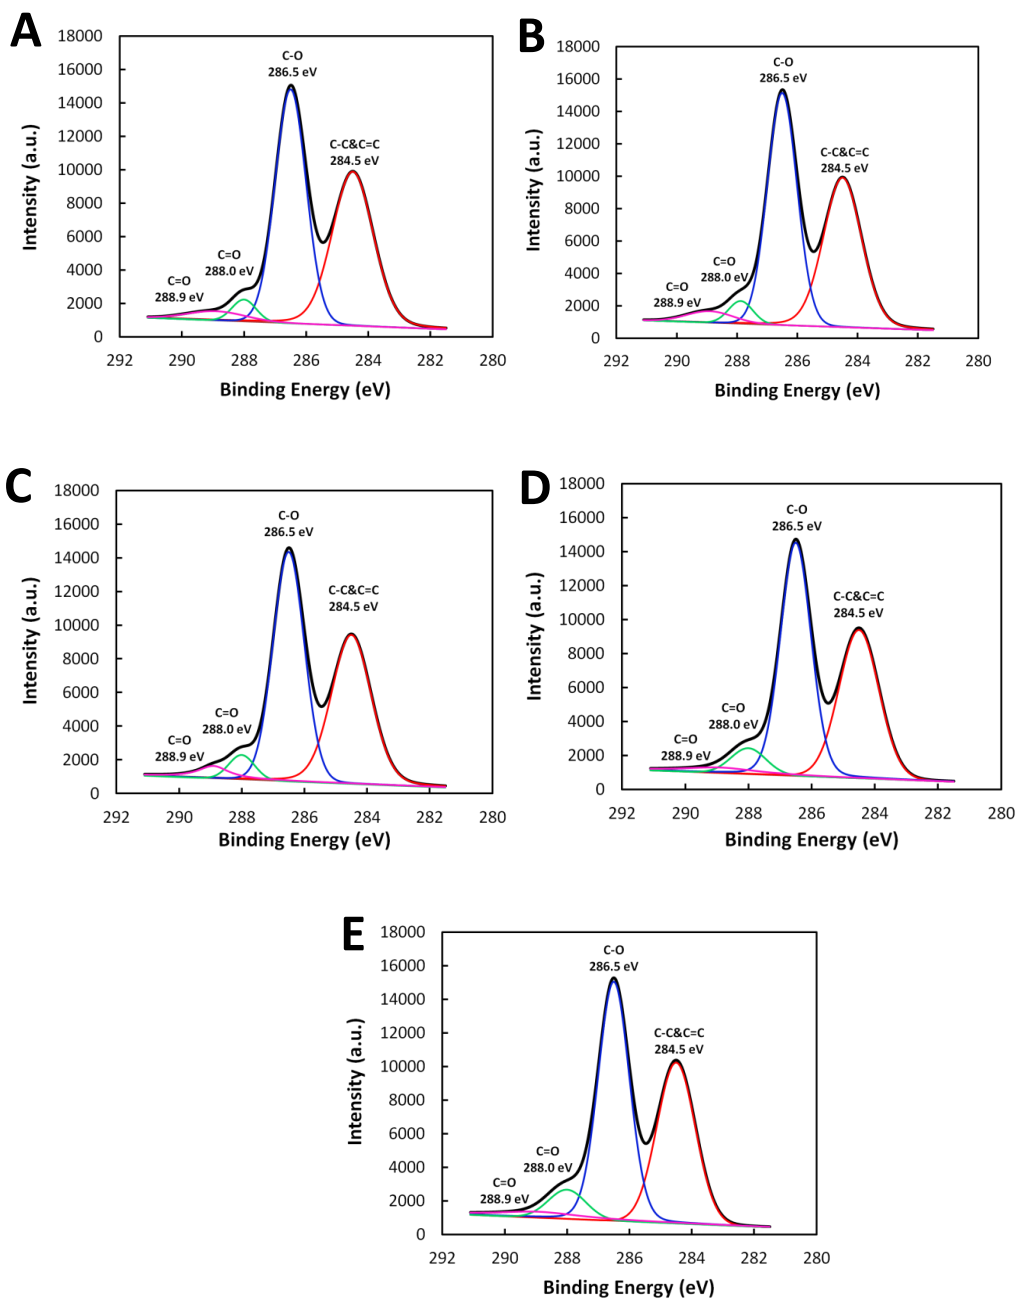 A
18000
16000
14000
12000
10000
8000
6000
4000
2000
0
Intensity (a.u.)
C-O
286.5 eV
C-C&C=C
284.5 eV
C=O
288.0 eV
C=O
288.9 eV
292 290 288 286 284 282 280
Binding Energy (eV)
B
18000
16000
14000
12000
10000
8000
6000
4000
2000
0
Intensity (a.u.)
C-O
286.5 eV
C-C&C=C
284.5 eV
C=O
288.0 eV
C=O
288.9 eV
292 290 288 286 284 282 280
Binding Energy (eV)
C
18000
16000
14000
12000
10000
8000
6000
4000
2000
0
Intensity (a.u.)
C-O
286.5 eV
C-C&C=C
284.5 eV
C=O
288.0 eV
C=O
288.9 eV
292 290 288 286 284 282 280
Binding Energy (eV)
D
18000
16000
14000
12000
10000
8000
6000
4000
2000
0
Intensity (a.u.)
C-O
286.5 eV
C-C&C=C
284.5 eV
C=O
288.0 eV
C=O
288.9 eV
292 290 288 286 284 282 280
Binding Energy (eV)
E
18000
16000
14000
12000
10000
8000
6000
4000
2000
0
Intensity (a.u.)
C-O
286.5 eV
C-C&C=C
284.5 eV
C=O
288.0 eV
C=O
288.9 eV
292 290 288 286 284 282 280
Binding Energy (eV)